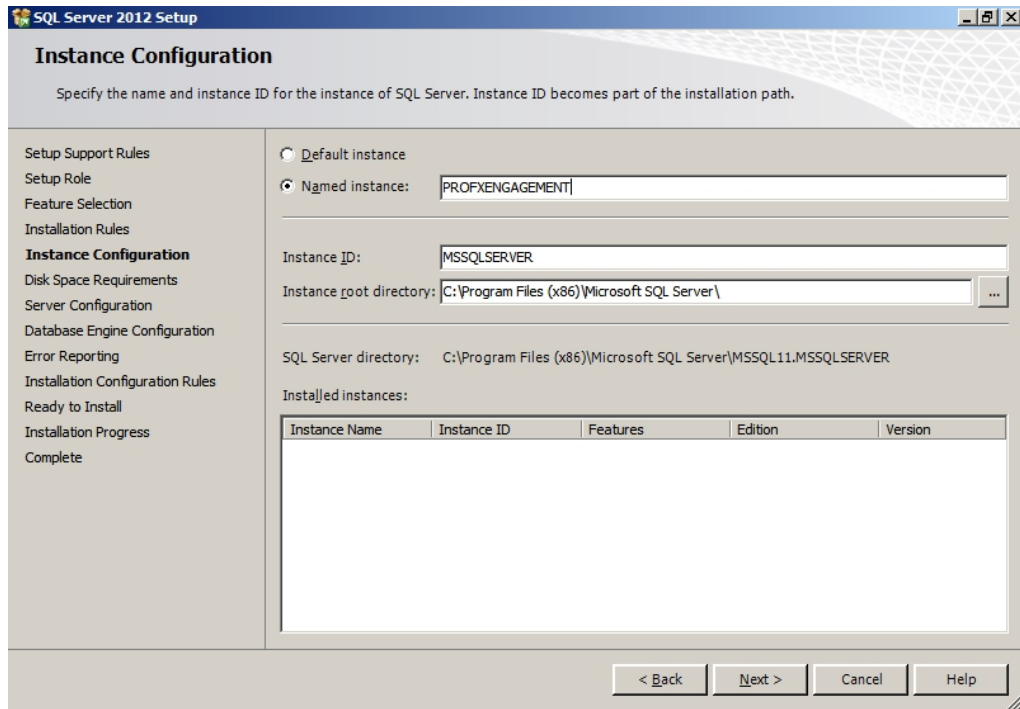 SQL Server 2012 Setup
Instance Configuration
Specify the name and instance ID for the instance of SQL Server. Instance ID becomes part of the installation path.
Setup Support Rules
Setup Role
Feature Selection
Installation Rules
Instance Configuration
Disk Space Requirements
Server Configuration
Database Engine Configuration
Error Reporting
Installation Configuration Rules
Ready to Install
Installation Progress
Complete
Default instance
Named instance: PROFXENGAGEMENT
Instance ID: MSSQLSERVER
Instance root directory: C:\Program Files (x86)\Microsoft SQL Server\ ...
SQL Server directory: C:\Program Files (x86)\Microsoft SQL Server\MSSQL11.MSSQLSERVER
Installed instances:
Instance Name Instance ID Features Edition Version
< Back Next > Cancel Help